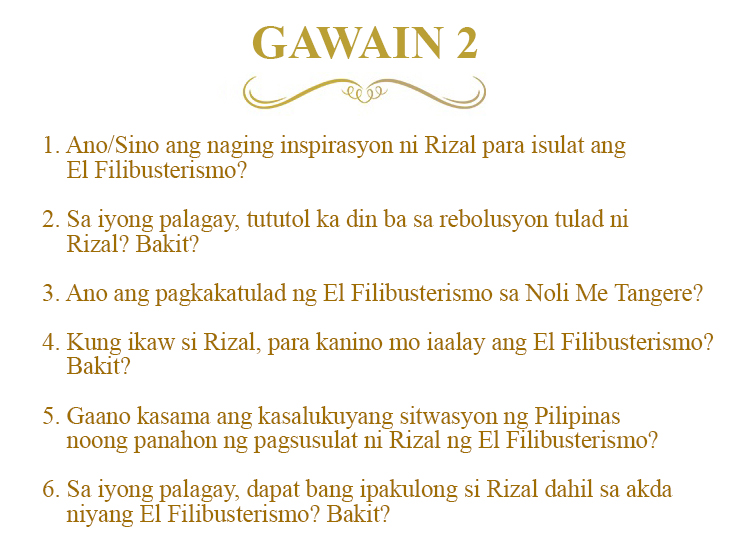 GAWAIN 2
1. Ano/Sino ang naging inspirasyon ni Rizal para isulat ang
El Filibusterismo?
2. Sa iyong palagay, tututol ka din ba sa rebolusyon tulad ni
Rizal? Bakit?
3. Ano ang pagkakatulad ng El Filibusterismo sa Noli Me Tangere?
4. Kung ikaw si Rizal, para kanino mo iaalay ang El Filibusterismo?
Bakit?
5. Gaano kasama ang kasalukuyang sitwasyon ng Pilipinas
noong panahon ng pagsusulat ni Rizal ng El Filibusterismo?
6. Sa iyong palagay, dapat bang ipakulong si Rizal dahil sa akda
niyang El Filibusterismo? Bakit?